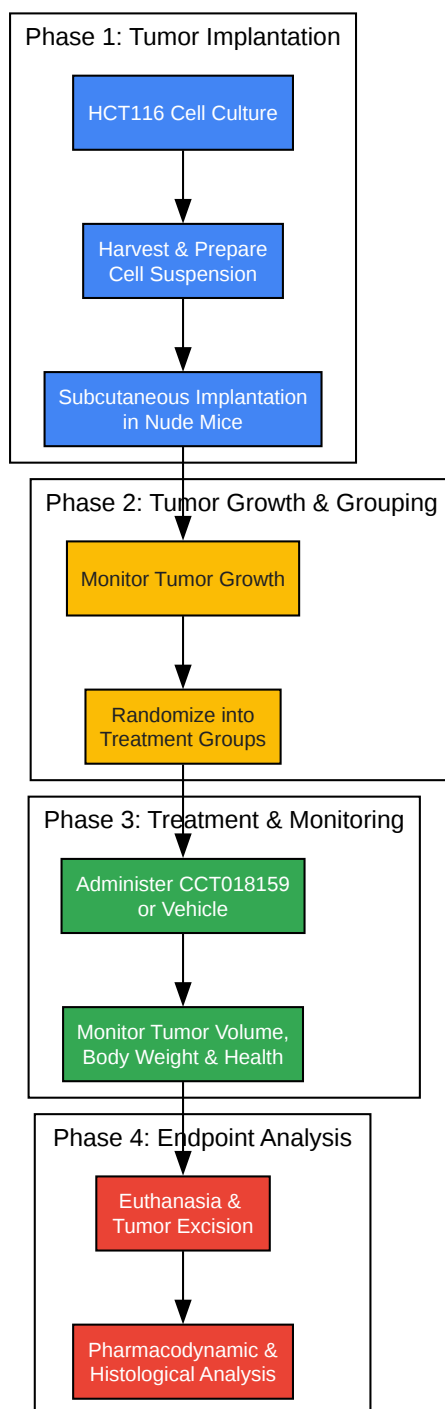 Phase 1: Tumor Implantation
HCT116 Cell Culture
Harvest & Prepare
Cell Suspension
Subcutaneous Implantation
in Nude Mice
Phase 2: Tumor Growth & Grouping
Monitor Tumor Growth
Randomize into
Treatment Groups
Phase 3: Treatment & Monitoring
Administer CCT018159
or Vehicle
Monitor Tumor Volume,
Body Weight & Health
Phase 4: Endpoint Analysis
Euthanasia &
Tumor Excision
Pharmacodynamic &
Histological Analysis